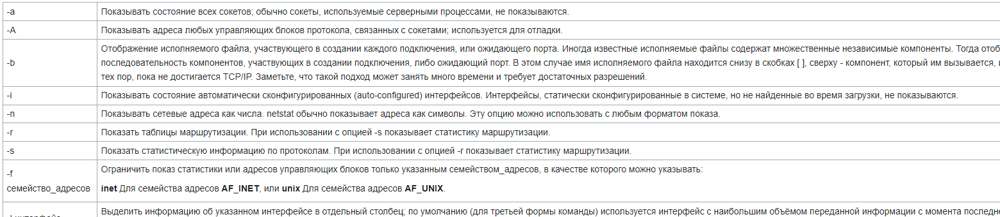 -a Показывать состояние всех сокетов; обычно сокеты, используемые серверными процессами, не показываются.
-A Показывать адреса любых управляющих блоков протокола, связанных с сокетами; используется для отладки.
-b Отображение исполняемого файла, участвующего в создании каждого подключения, или ожидающего порта. Иногда известные исполняемые файлы содержат множественные независимые компоненты. Тогда
последовательность компонентов, участвующих в создании подключения, либо ожидающий порт. В этом случае имя исполняемого файла находится снизу в скобках [ ], сверху - компонент, который им вызывается,
тех пор, пока не достигается TCP/IP. Заметьте, что такой подход может занять много времени и требует достаточных разрешений.
-i Показывать состояние автоматически сконфигурированных (auto-configured) интерфейсов. Интерфейсы, статически сконфигурированные в системе, но не найденные во время загрузки, не показываются.
-n Показывать сетевые адреса как числа. netstat обычно показывает адреса как символы. Эту опцию можно использовать с любым форматом показа.
-r Показать таблицы маршрутизации. При использовании с опцией -s показывает статистику маршрутизации.
-s Показать статистическую информацию по протоколам. При использовании с опцией -r показывает статистику маршрутизации.
-f
семейство_адресов
Ограничить показ статистики или адресов управляющих блоков только указанным семейством_адресов, в качестве которого можно указывать:
inet Для семейства адресов AF_INET, или unix Для семейства адресов AF_UNIX.
Выделить информацию об указанном интерфейсе в отдельный столбец; по умолчанию (для третьей формы команды) используется интерфейс с наибольшим объёмом переданной информации с момента